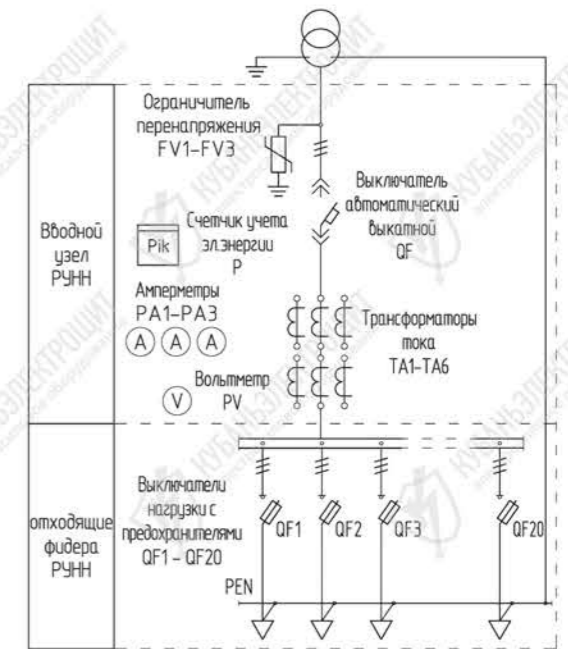 Ограничитель
перенапряжения
FV1-FV3
Выключатель
автоматический
выкатной
QF
Вводной
узел
РУНН
Pik
Счетчик учета
эл.энергии
P
Амперметры
PA1-PA3
A A A
Трансформаторы
тока
TA1-TA6
Вольтметр
PV
V
отходящие
фидера
РУНН
Выключатели
нагрузки с
предохранителями
QF1 - QF20
QF1 QF2 QF3 QF20
PEN
КУБАНЬЭЛЕКТРОЩИТ